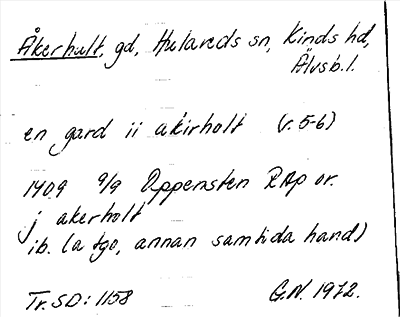 Åkerhult, gd, Hulareds sn, Kinds hd,
Älvsb.l.
en gard ii akirholt (r. 5-6)
1409 9/9 Oppensten RAp or.
j akerholt
ib. (a tgo, annan samtida hand)
Tr. SD: 1158 G.N. 1972.